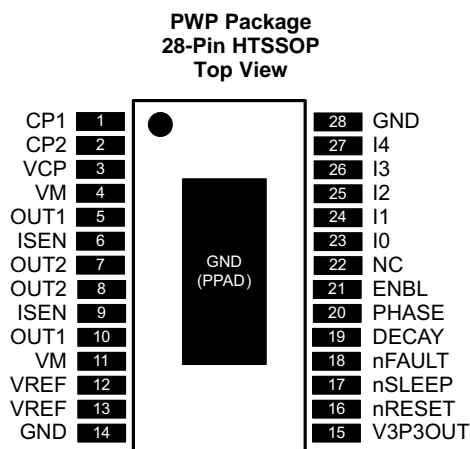 PWP Package
28-Pin HTSSOP
Top View
CP1 1
CP2 2
VCP 3
VM 4
OUT1 5
ISEN 6
OUT2 7
OUT2 8
ISEN 9
OUT1 10
VM 11
VREF 12
VREF 13
GND 14
GND
(PPAD)
28 GND
27 I4
26 I3
25 I2
24 I1
23 I0
22 NC
21 ENBL
20 PHASE
19 DECAY
18 nFAULT
17 nSLEEP
16 nRESET
15 V3P3OUT